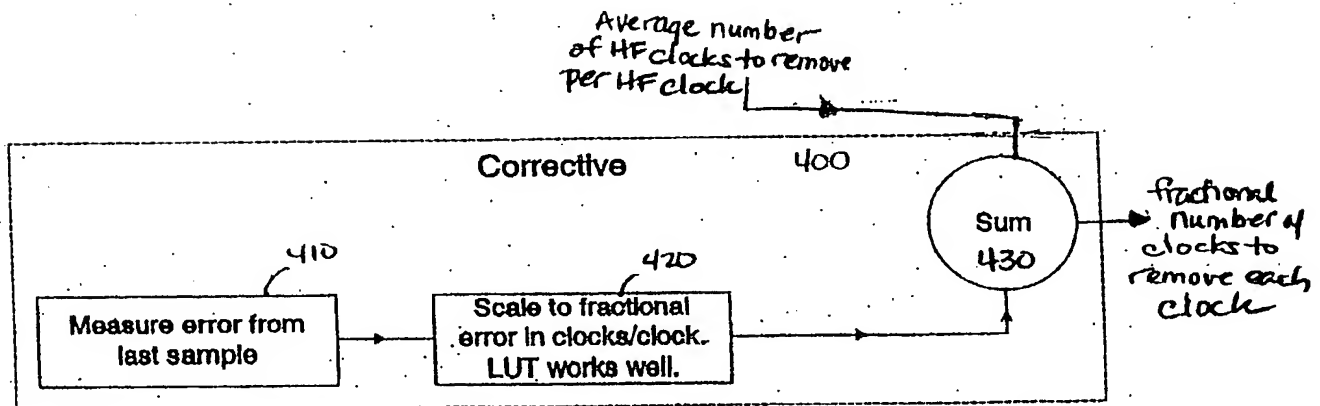 Average number
of HF clocks to remove
per HF clock
Corrective
400
Sum
430
fractional
number of
clocks to
remove each
clock
410
Measure error from
last sample
420
Scale to fractional
error in clocks/clock.
LUT works well.